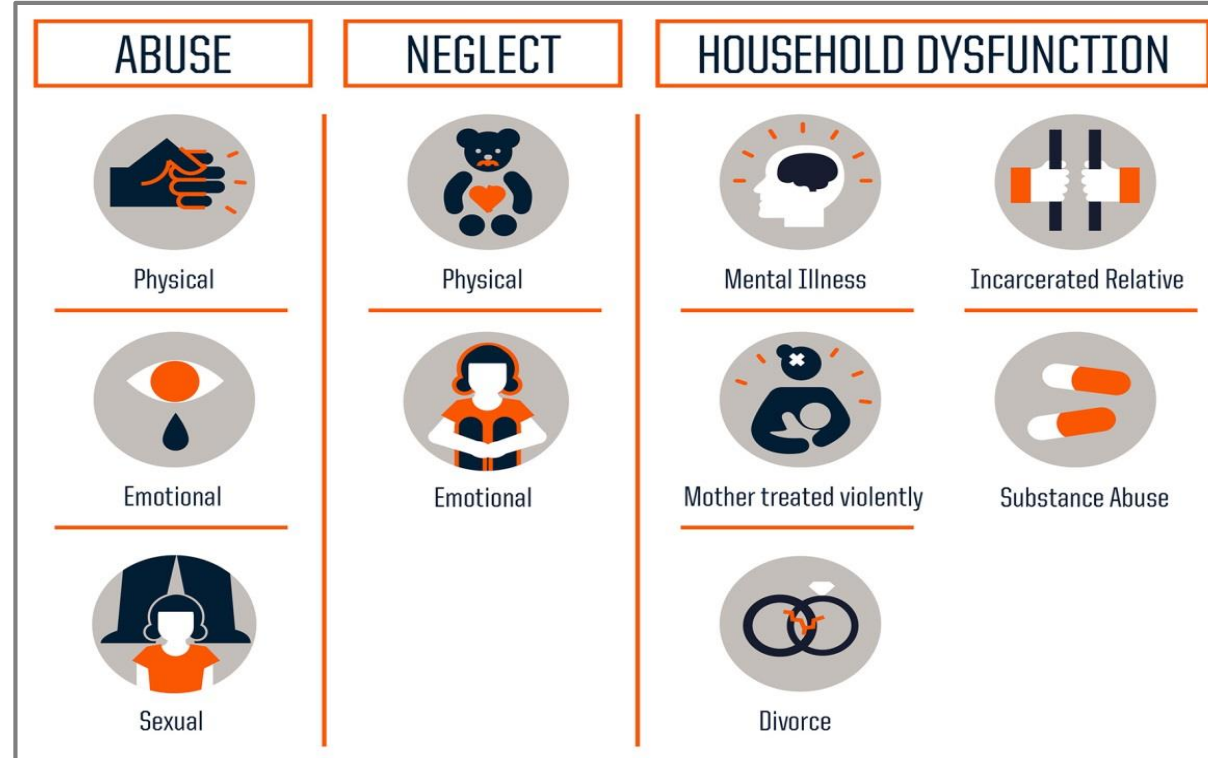 ABUSE
Physical
Emotional
Sexual
NEGLECT
Physical
Emotional
HOUSEHOLD DYSFUNCTION
Mental Illness
Incarcerated Relative
Mother treated violently
Substance Abuse
Divorce